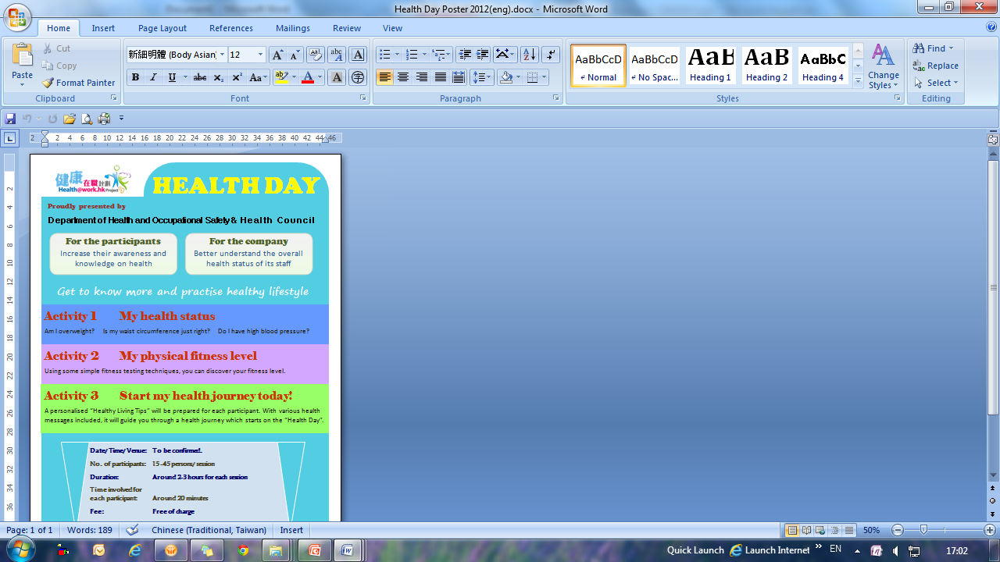 Health Day Poster 2012(eng).docx - Microsoft Word
Home Insert Page Layout References Mailings Review View
Paste
Cut
Copy
Format Painter
Clipboard
新細明體 (Body Asian) 12
Font
Paragraph
AaBbCcD AaBbCcD AaB AaB AaBbC
↲ Normal ↲ No Spac... Heading 1 Heading 2 Heading 4
Change Styles
Styles
Find
Replace
Select
Editing
2 2 4 6 8 10 12 14 16 18 20 22 24 26 28 30 32 34 36 38 40 42 44 46
2 4 6 8 10 12 14 16 18 20 22 24 26 28 30 32 34 36
健康在職計劃
Health@work.hk Project
HEALTH DAY
Proudly presented by
Department of Health and Occupational Safety & Health Council
For the participants
Increase their awareness and
knowledge on health
For the company
Better understand the overall
health status of its staff
Get to know more and practise healthy lifestyle
Activity 1 My health status
Am I overweight? Is my waist circumference just right? Do I have high blood pressure?
Activity 2 My physical fitness level
Using some simple fitness testing techniques, you can discover your fitness level.
Activity 3 Start my health journey today!
A personalised "Healthy Living Tips" will be prepared for each participant. With various health
messages included, it will guide you through a health journey which starts on the "Health Day".
Date/ Time/ Venue: To be confirmed.
No. of participants: 15 -45 persons/ session
Duration: Around 2-3 hours for each session
Time involved for
each participant: Around 20 minutes
Fee: Free of charge
Page: 1 of 1 Words: 189 Chinese (Traditional, Taiwan) Insert 50%
Quick Launch Launch Internet » EN 17:02